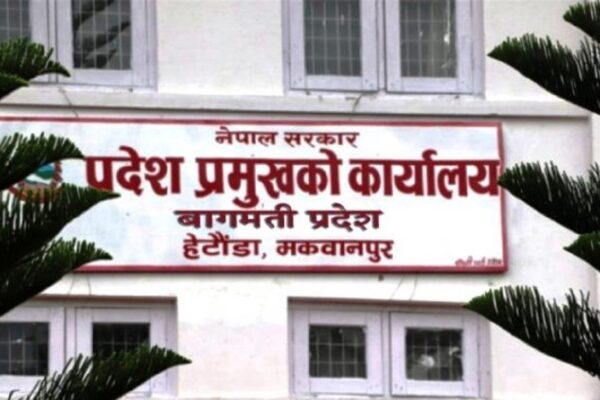 नेपाल सरकार
प्रदेश प्रमुखको कार्यालय
बागमती प्रदेश
हेटौंडा, मकवानपुर